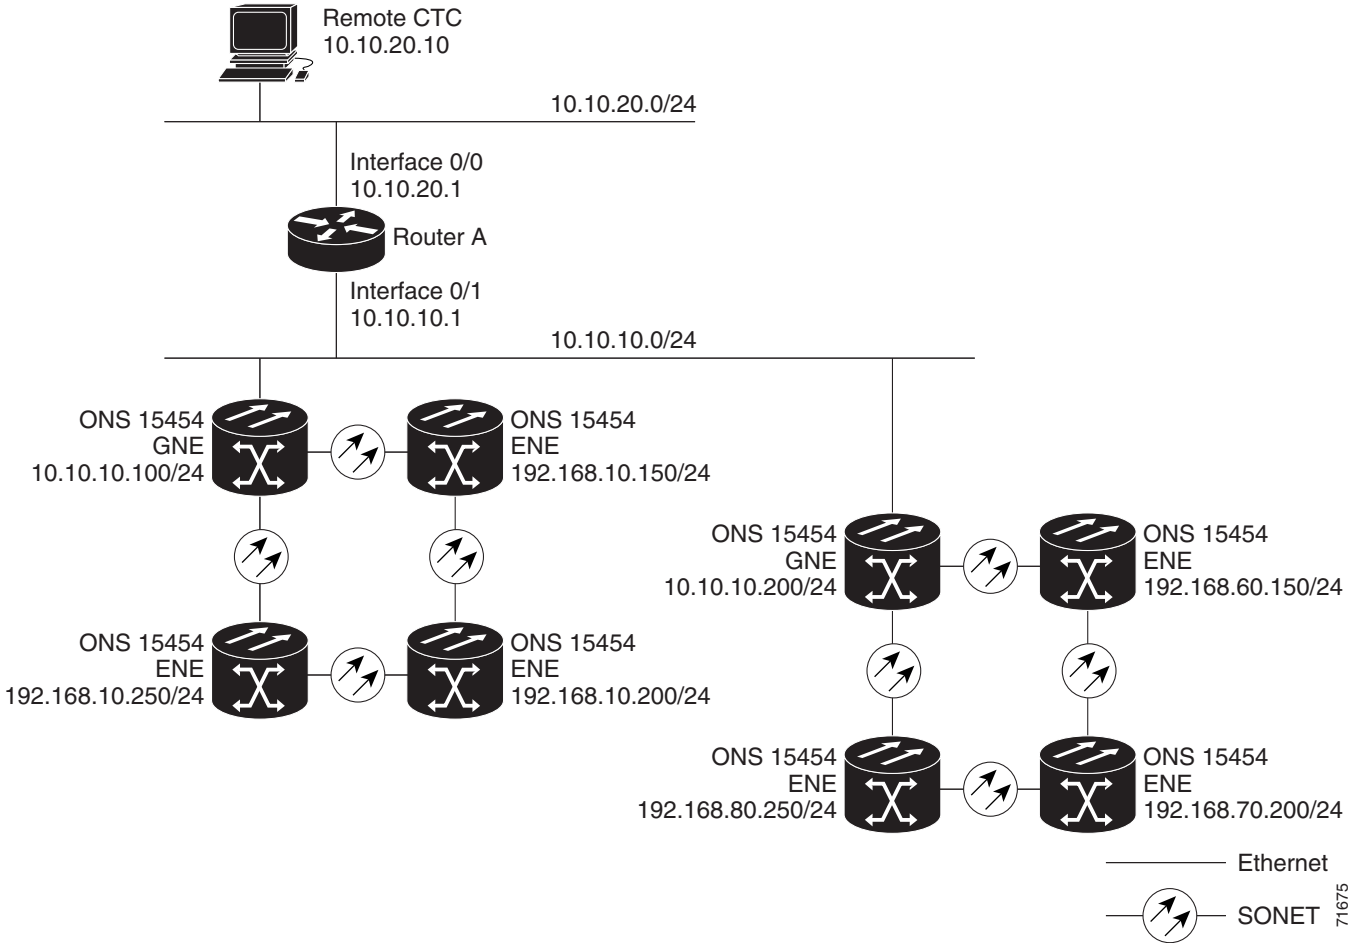 Remote CTC
10.10.20.10
10.10.20.0/24
Interface 0/0
10.10.20.1
Router A
Interface 0/1
10.10.10.1
10.10.10.0/24
ONS 15454
GNE
10.10.10.100/24
ONS 15454
ENE
192.168.10.150/24
ONS 15454
ENE
192.168.10.250/24
ONS 15454
ENE
192.168.10.200/24
ONS 15454
GNE
10.10.10.200/24
ONS 15454
ENE
192.168.60.150/24
ONS 15454
ENE
192.168.80.250/24
ONS 15454
ENE
192.168.70.200/24
Ethernet
SONET
71675